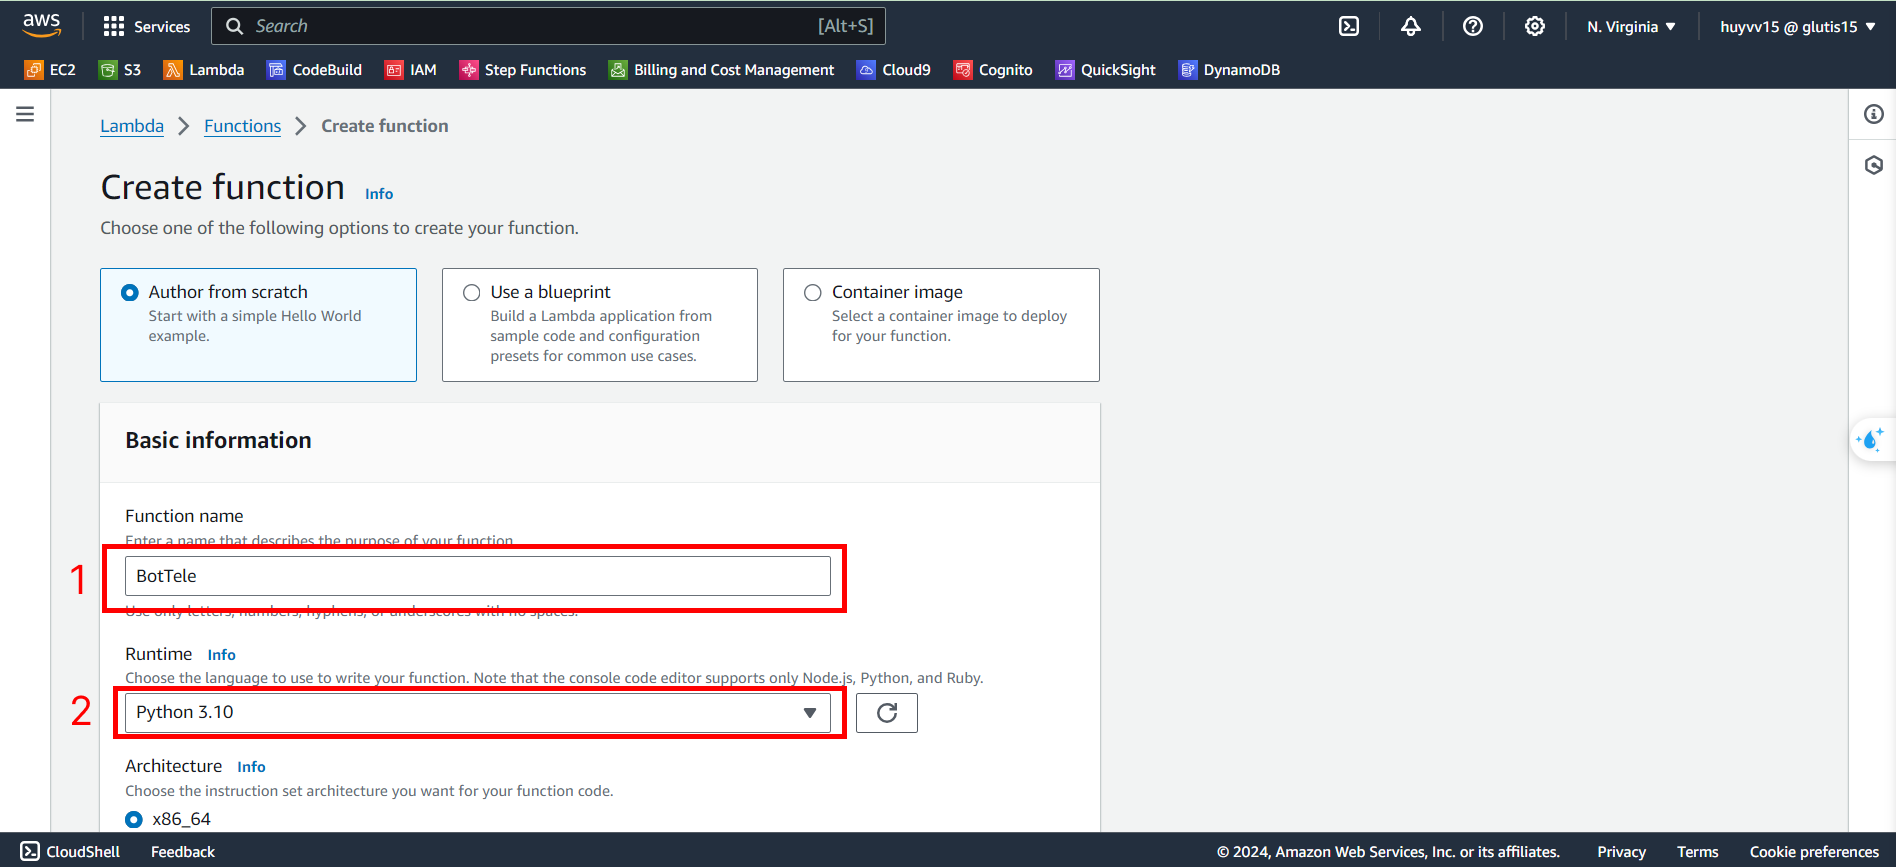 aws Services Search [Alt+S] N. Virginia huyvv15 @ glutis15
EC2 S3 Lambda CodeBuild IAM Step Functions Billing and Cost Management Cloud9 Cognito QuickSight DynamoDB
Lambda Functions Create function
Create function Info
Choose one of the following options to create your function.
Author from scratch
Start with a simple Hello World
example.
Use a blueprint
Build a Lambda application from
sample code and configuration
presets for common use cases.
Container image
Select a container image to deploy
for your function.
Basic information
Function name
Enter a name that describes the purpose of your function.
1 BotTele
Use only letters, numbers, hyphens, or underscores with no spaces.
Runtime Info
Choose the language to use to write your function. Note that the console code editor supports only Node.js, Python, and Ruby.
2 Python 3.10
Architecture Info
Choose the instruction set architecture you want for your function code.
x86_64
CloudShell Feedback © 2024, Amazon Web Services, Inc. or its affiliates. Privacy Terms Cookie preferences